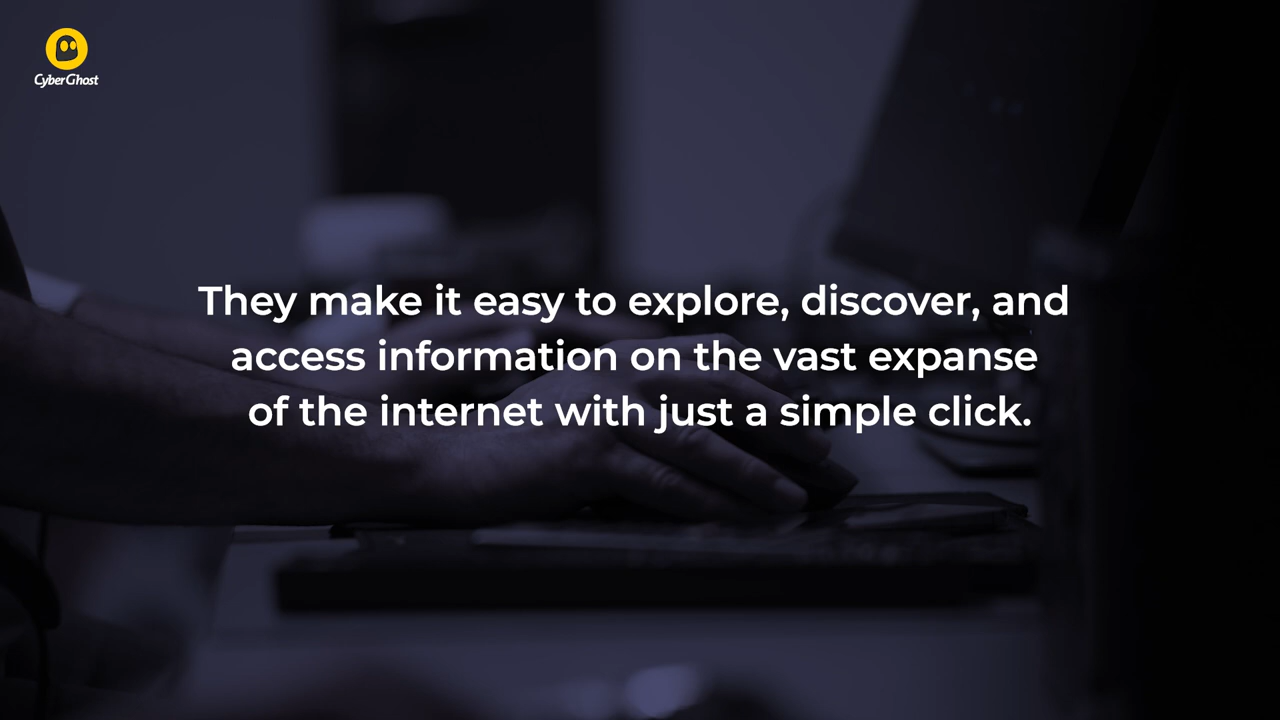 CyberGhost
They make it easy to explore, discover, and
access information on the vast expanse
of the internet with just a simple click.